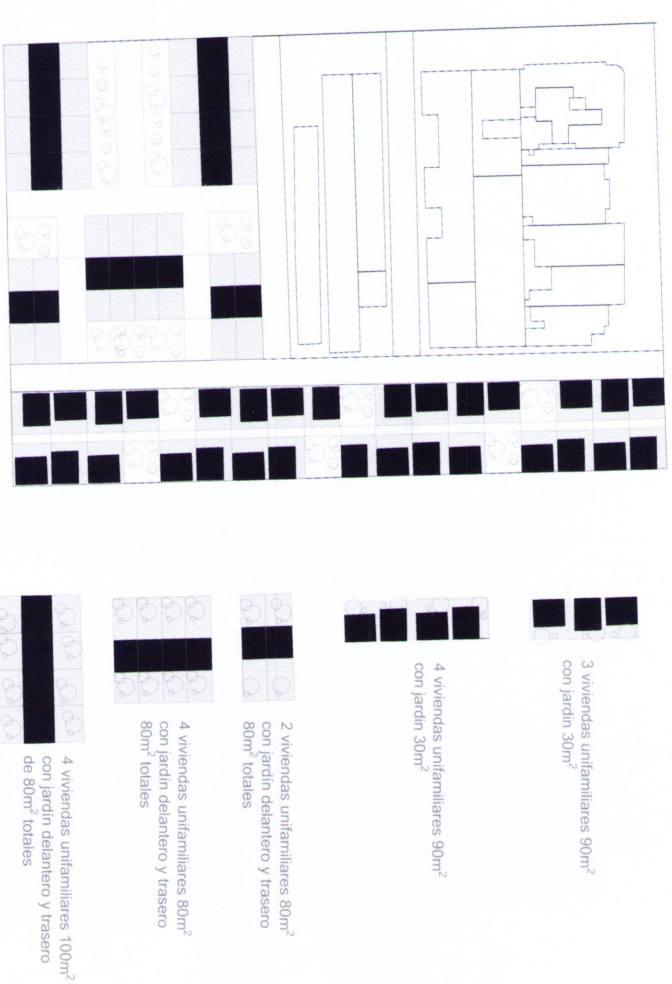 3 viviendas unifamiliares 90m²
con jardin 30m²
4 viviendas unifamiliares 90m²
con jardin 30m²
2 viviendas unifamiliares 80m²
con jardín delantero y trasero
80m² totales
4 viviendas unifamiliares 80m²
con jardín delantero y trasero
80m² totales
4 viviendas unifamiliares 100m²
con jardín delantero y trasero
de 80m² totales